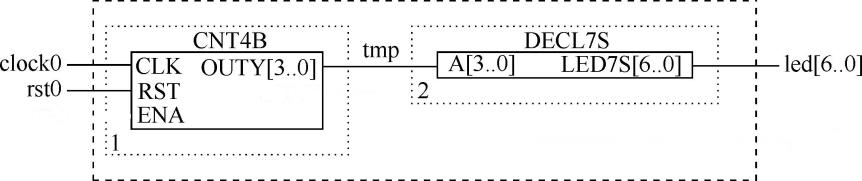 CNT4B
DECL7S
clock0
CLK OUTY[3..0]
tmp
A[3..0] LED7S[6..0]
led[6..0]
rst0
RST
ENA
1
2